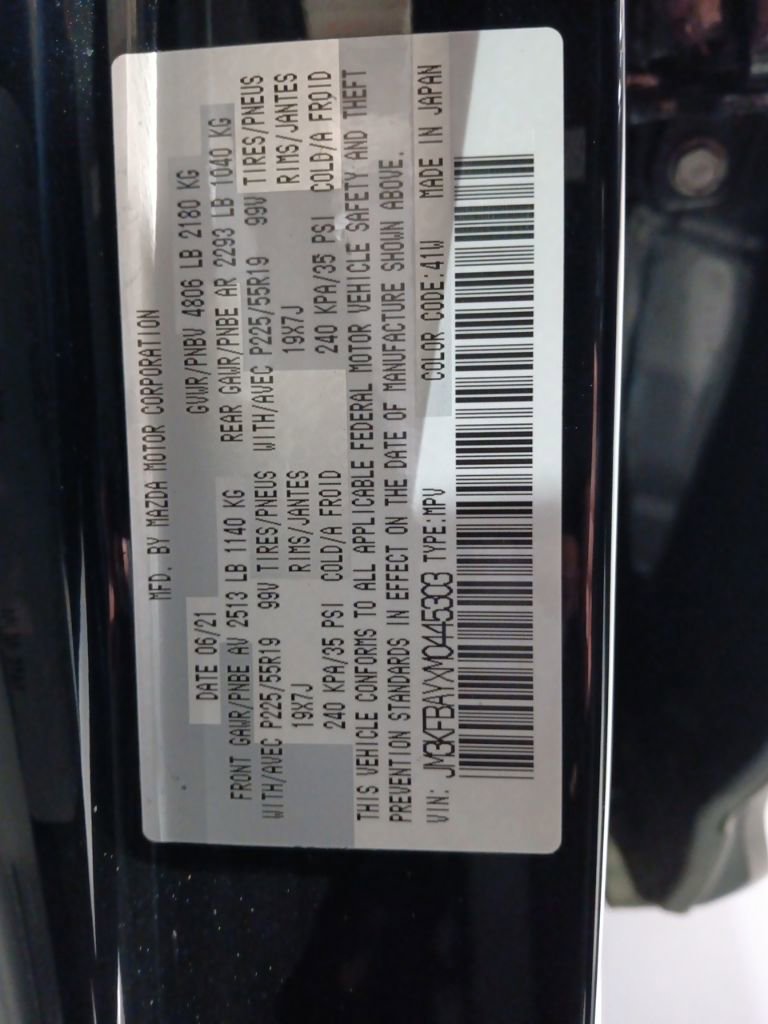 MFD. BY MAZDA MOTOR CORPORATION
DATE 06/21 GVWR/PNBV 4806 LB 2180 KG
FRONT GAWR/PNBE AV 2513 LB 1140 KG REAR GAWR/PNBE AR 2293 LB 1040 KG
WITH/AVEC P225/55R19 99V TIRES/PNEUS WITH/AVEC P225/55R19 99V TIRES/PNEUS
19X7J RIMS/JANTES 19X7J RIMS/JANTES
240 KPA/35 PSI COLD/A FROID 240 KPA/35 PSI COLD/A FROID
THIS VEHICLE CONFORMS TO ALL APPLICABLE FEDERAL MOTOR VEHICLE SAFETY AND THEFT
PREVENTION STANDARDS IN EFFECT ON THE DATE OF MANUFACTURE SHOWN ABOVE.
VIN: JM3KFBAYXM0445303 TYPE:MPV COLOR CODE:41W MADE IN JAPAN